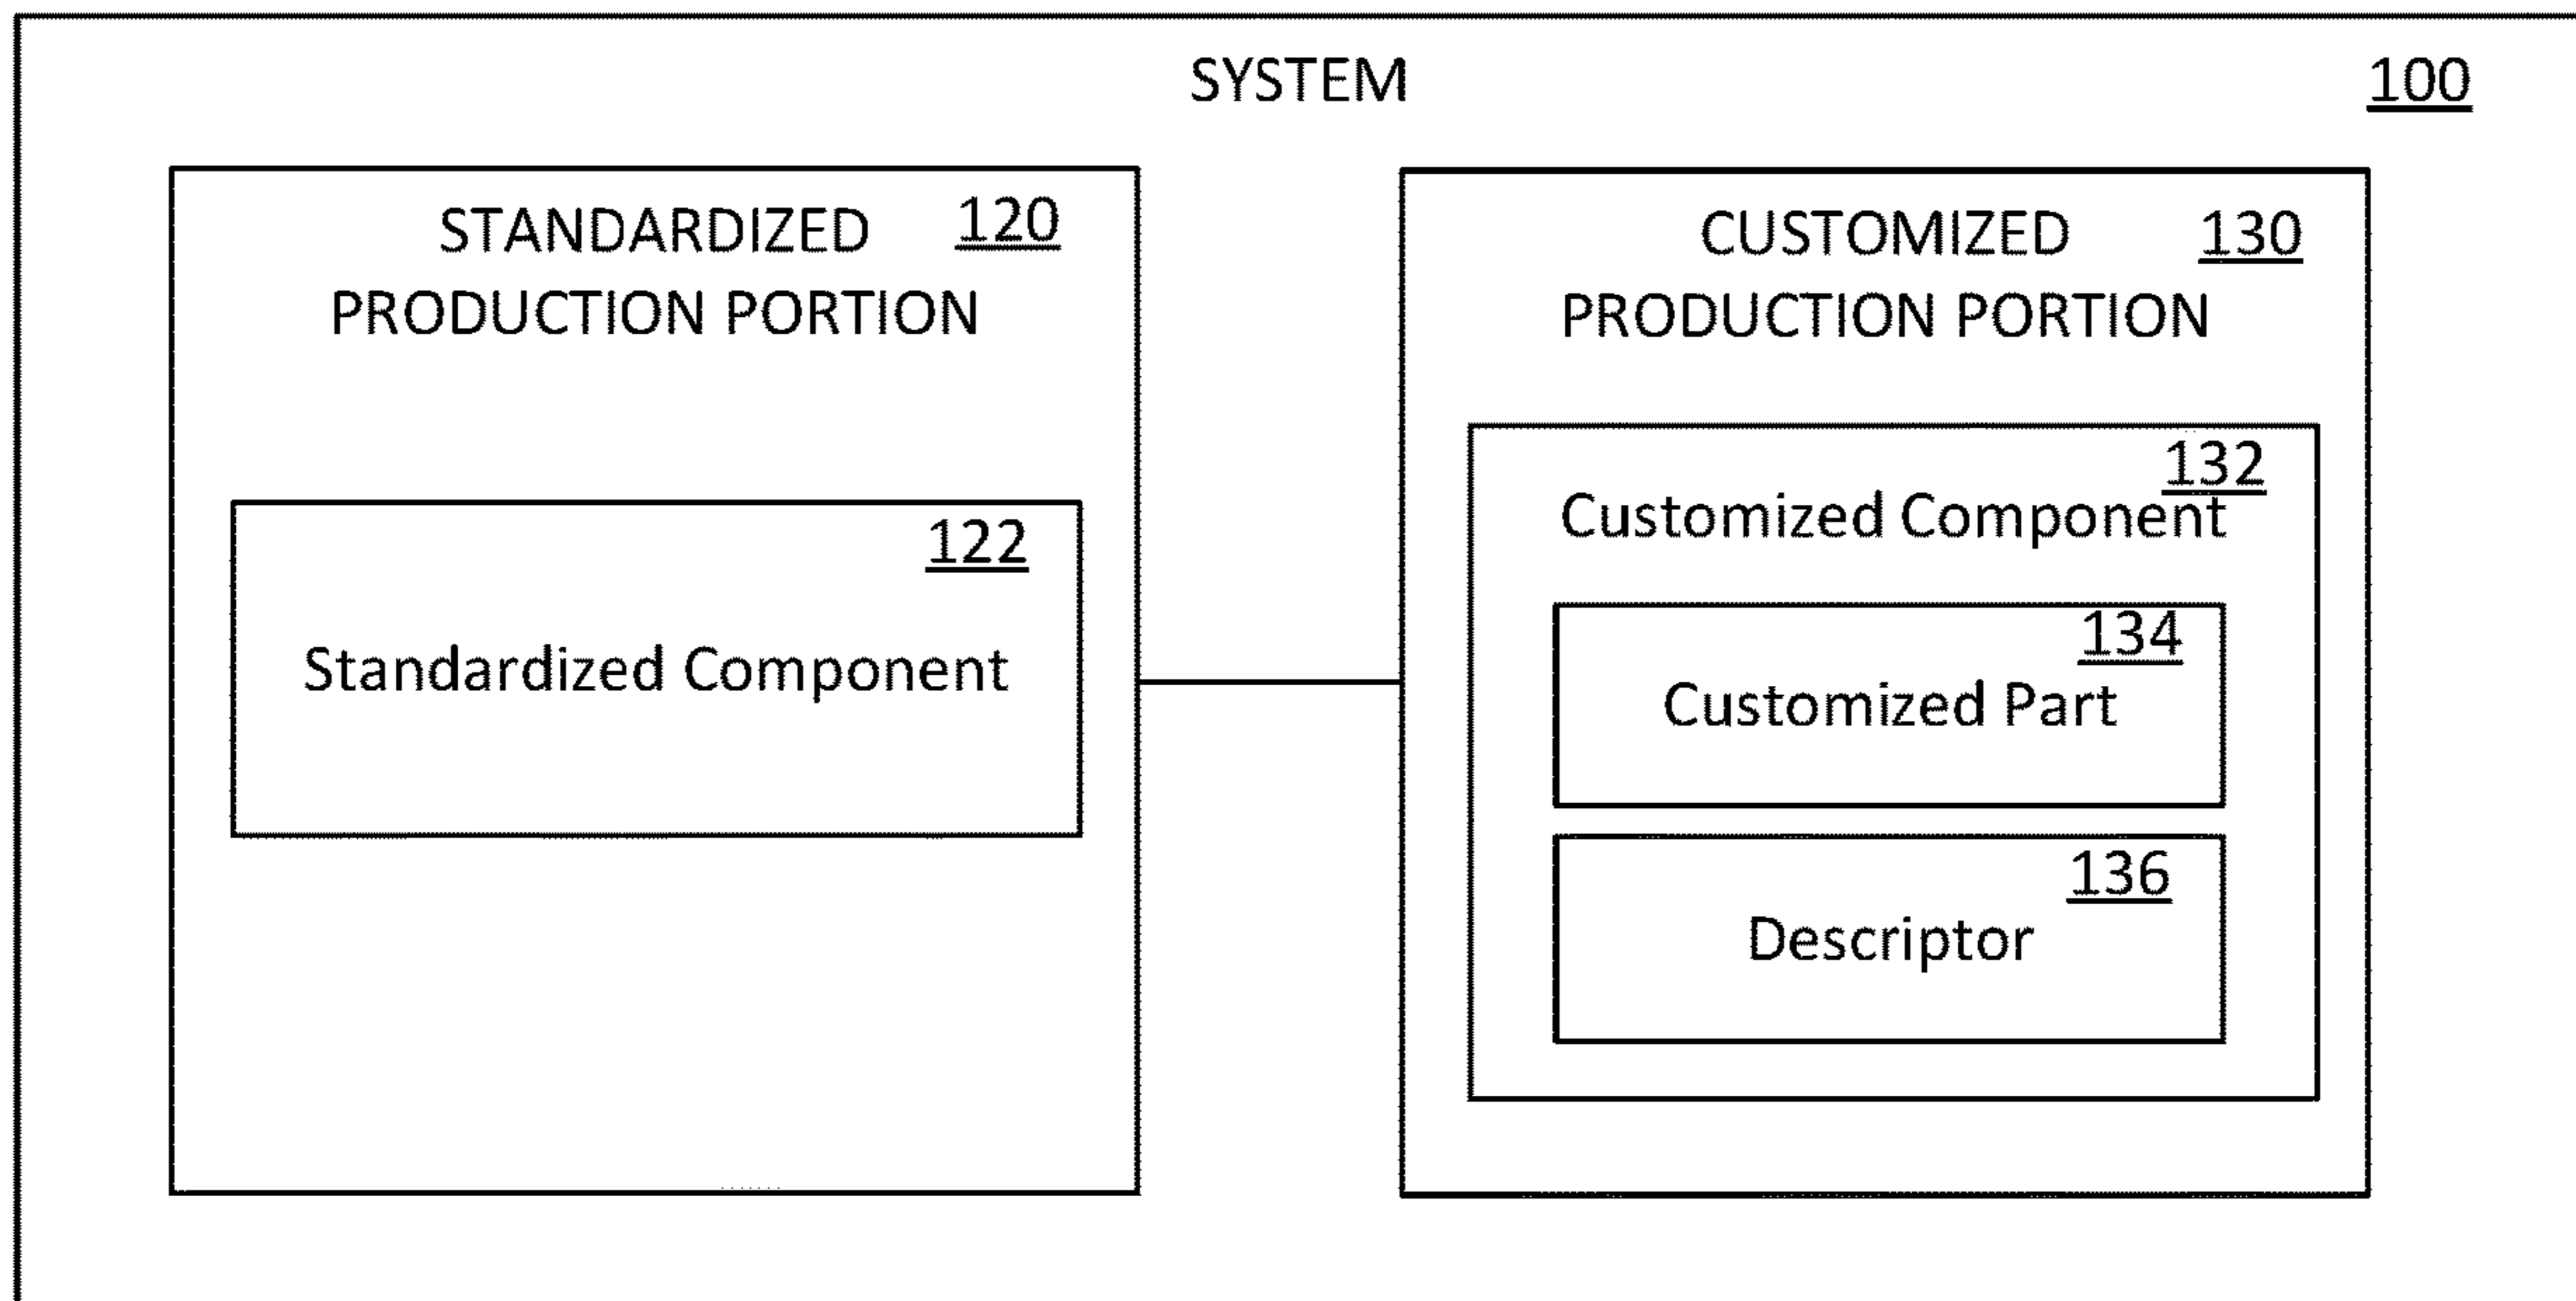 SYSTEM 100
STANDARDIZED 120
PRODUCTION PORTION
122
Standardized Component
CUSTOMIZED 130
PRODUCTION PORTION
132
Customized Component
134
Customized Part
136
Descriptor